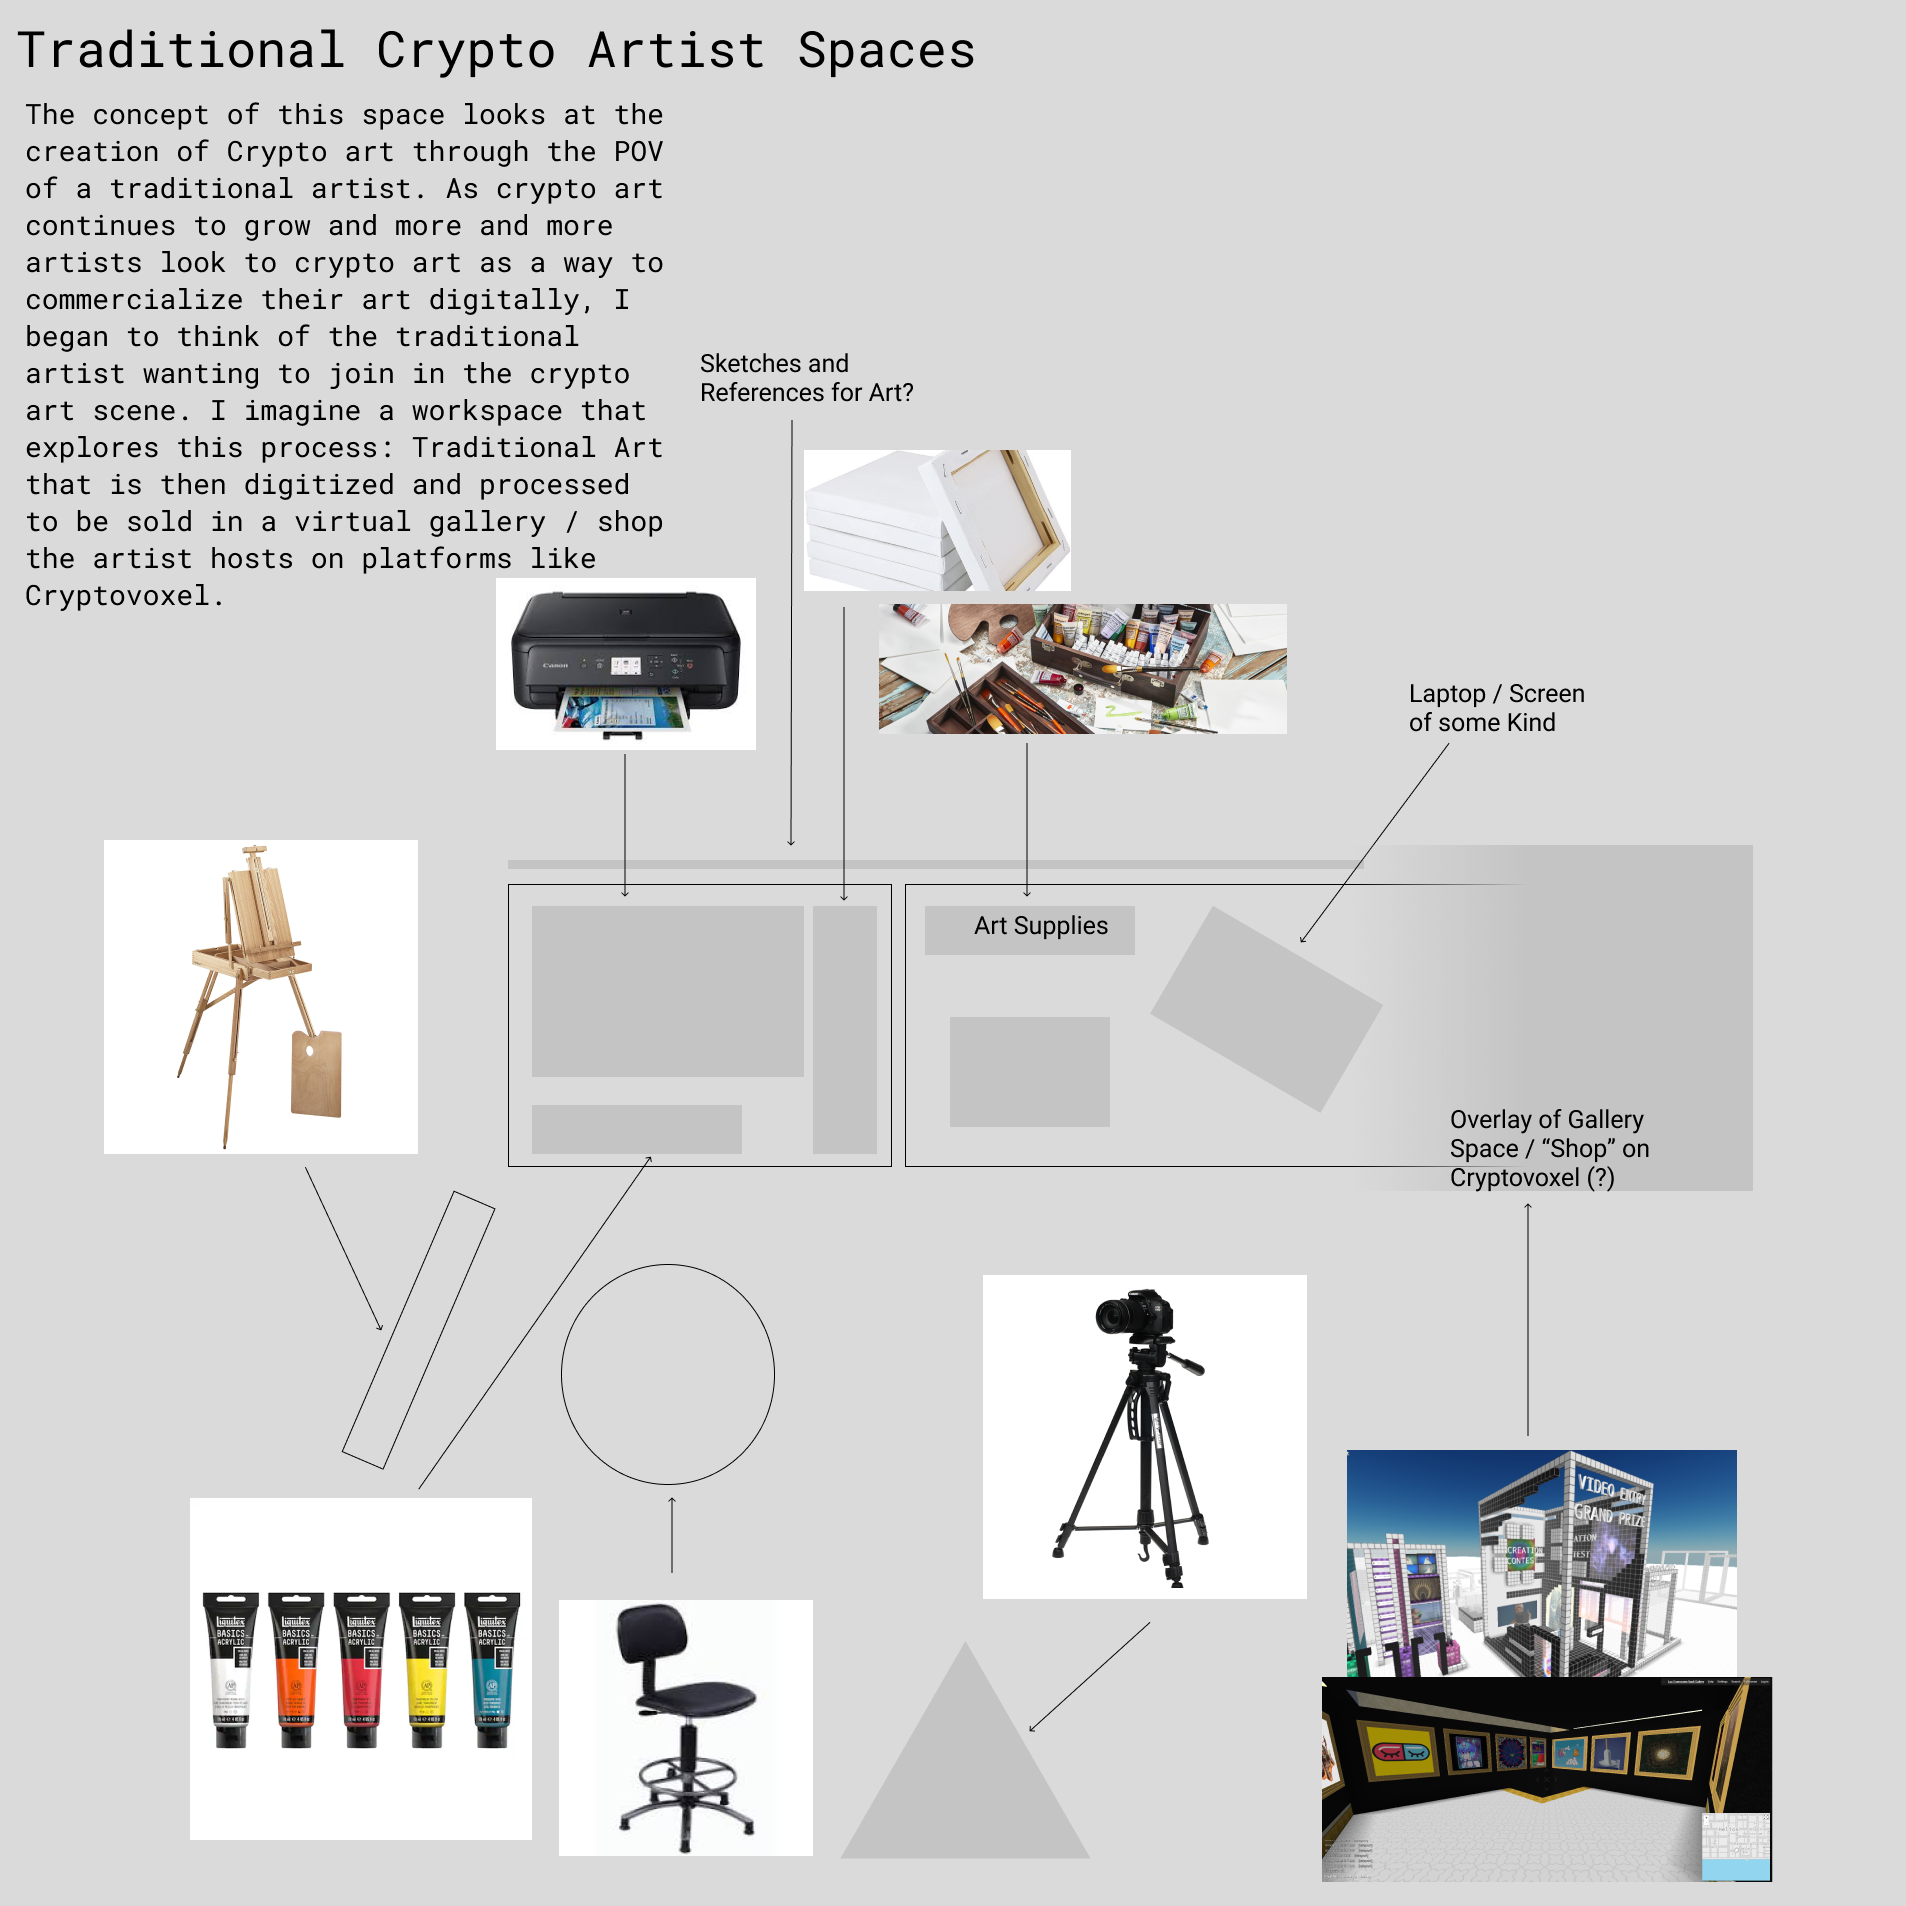 Traditional Crypto Artist Spaces
The concept of this space looks at the
creation of Crypto art through the POV
of a traditional artist. As crypto art
continues to grow and more and more
artists look to crypto art as a way to
commercialize their art digitally, I
began to think of the traditional
artist wanting to join in the crypto
art scene. I imagine a workspace that
explores this process: Traditional Art
that is then digitized and processed
to be sold in a virtual gallery / shop
the artist hosts on platforms like
Cryptovoxel.
Sketches and
References for Art?
Canon
Laptop / Screen
of some Kind
Art Supplies
Overlay of Gallery
Space / “Shop” on
Cryptovoxel (?)
VIDEO ENTRY
GRAND PRIZE
CREATION
CONTES
Liquitex Liquitex Liquitex Liquitex Liquitex
BASICS BASICS BASICS BASICS BASICS
ACRYLIC ACRYLIC ACRYLIC ACRYLIC ACRYLIC